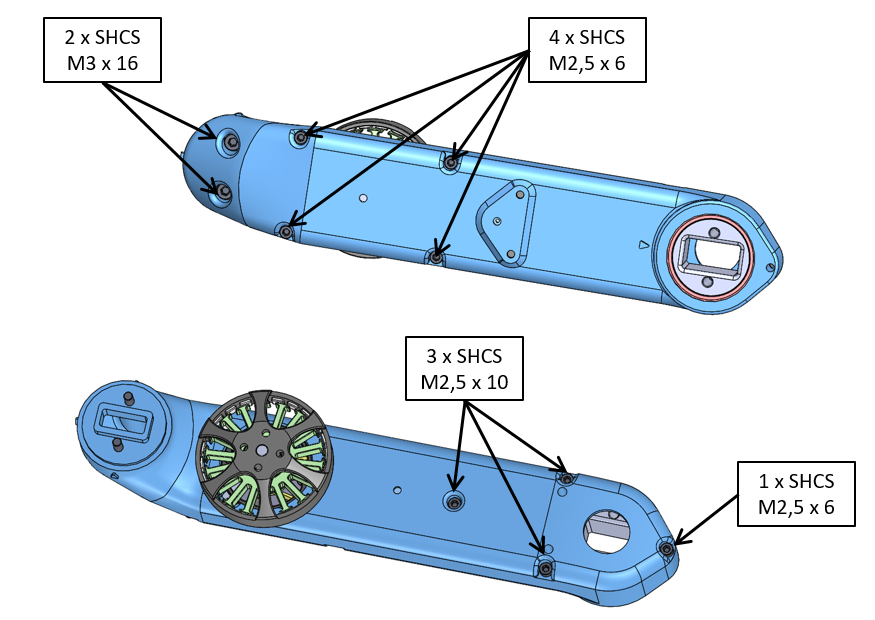 2 x SHCS
M3 x 16
4 x SHCS
M2,5 x 6
3 x SHCS
M2,5 x 10
1 x SHCS
M2,5 x 6